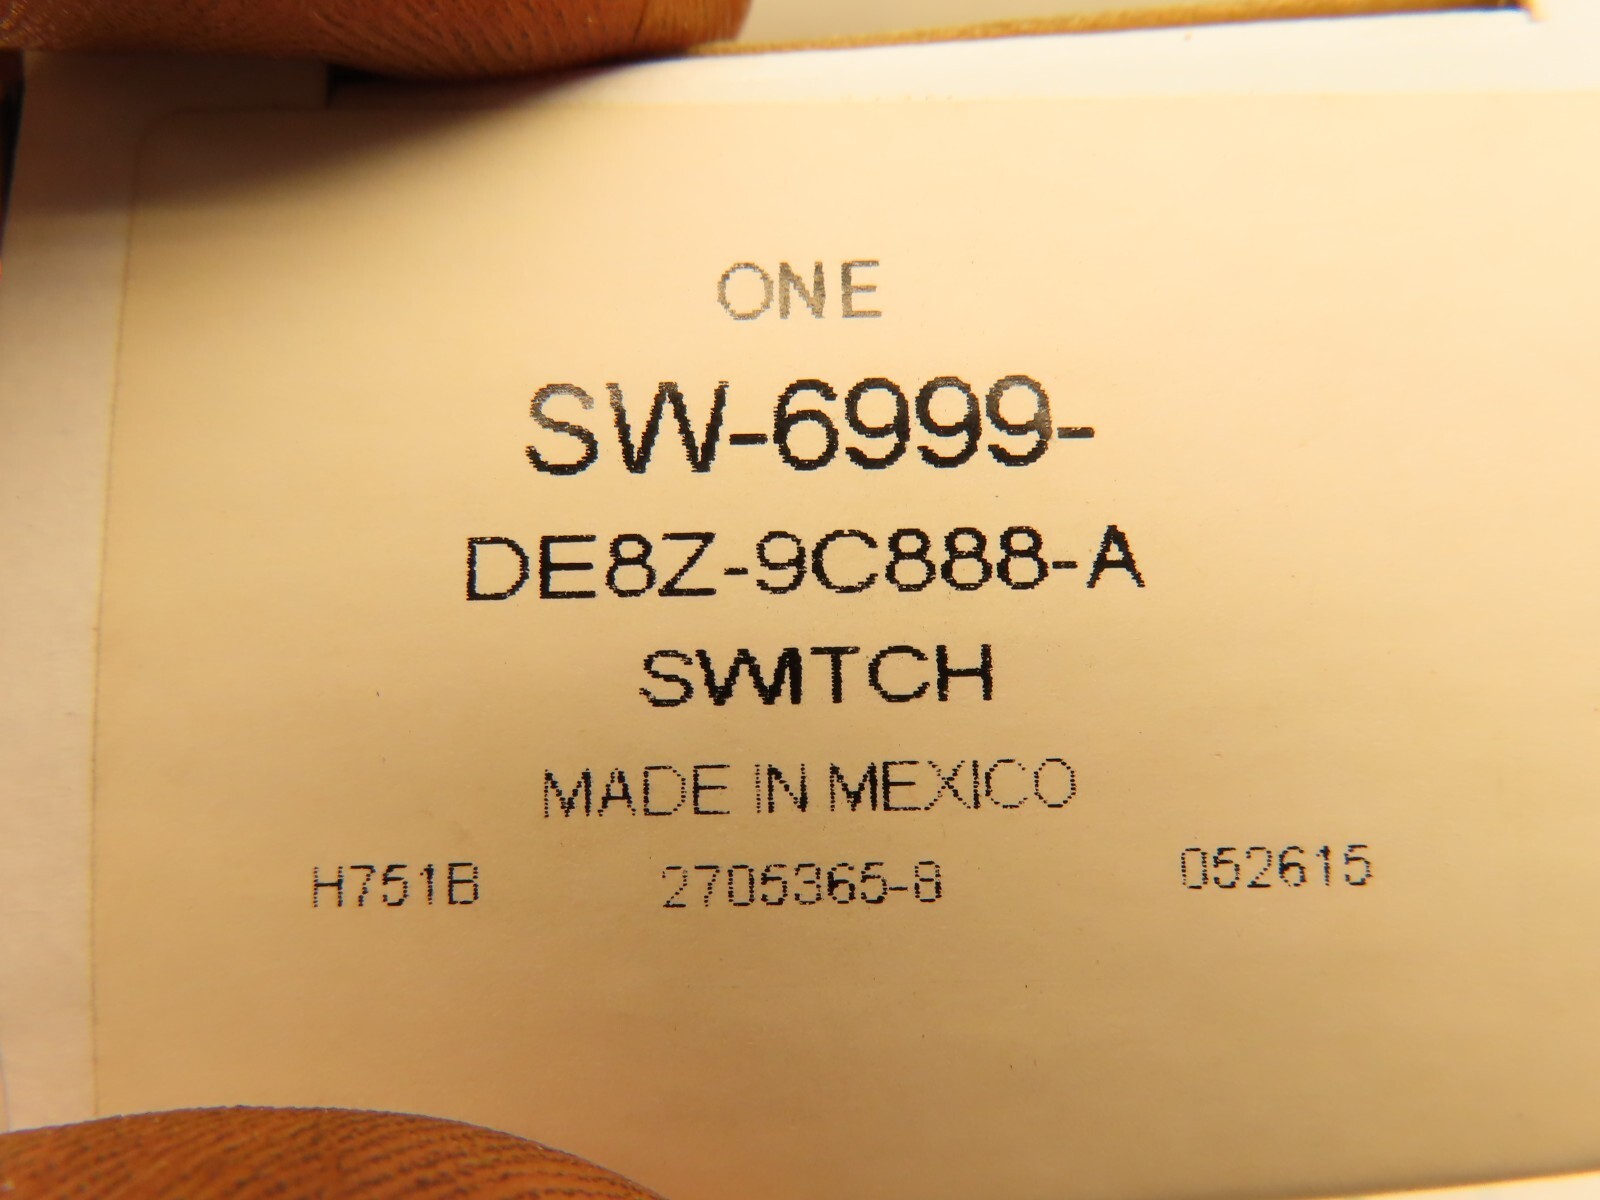 ONE
SW-6999-
DE8Z-9C888-A
SWITCH
MADE IN MEXICO
H751B 2705365-8 052615